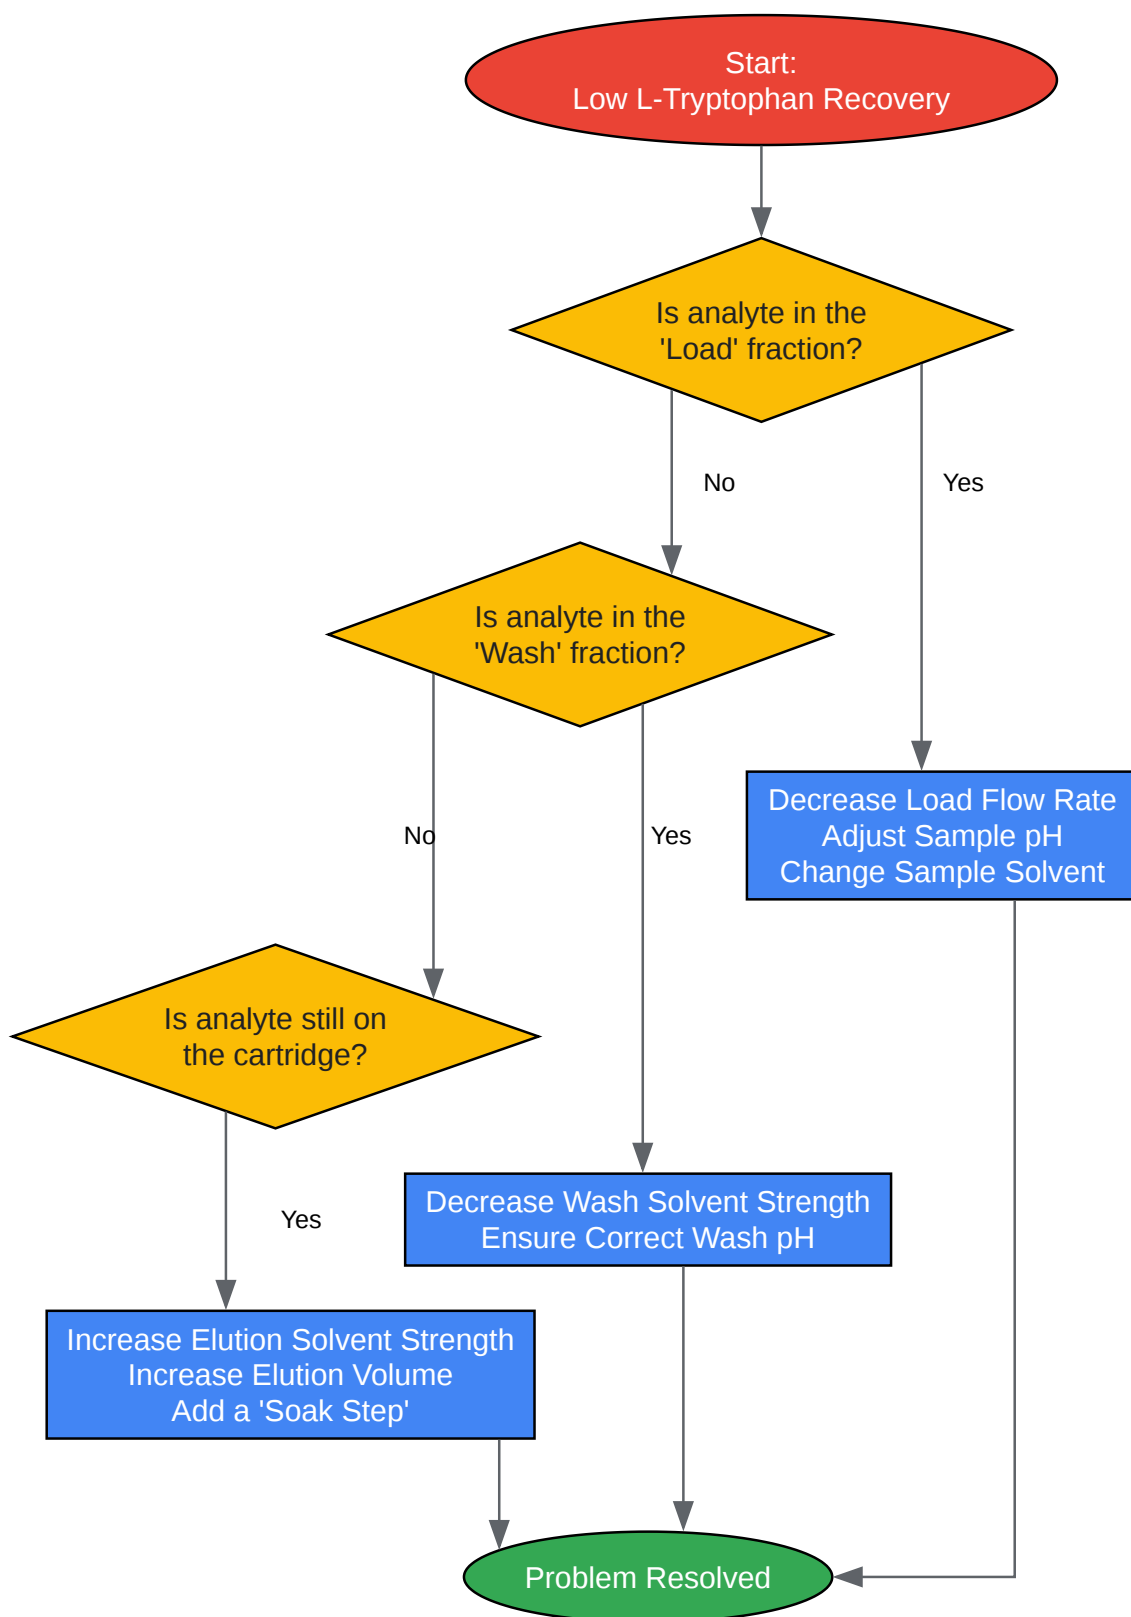 Start:
Low L-Tryptophan Recovery
Is analyte in the
'Load' fraction?
No
Yes
Is analyte in the
'Wash' fraction?
Decrease Load Flow Rate
Adjust Sample pH
Change Sample Solvent
No
Yes
Is analyte still on
the cartridge?
Yes
Decrease Wash Solvent Strength
Ensure Correct Wash pH
Increase Elution Solvent Strength
Increase Elution Volume
Add a 'Soak Step'
Problem Resolved